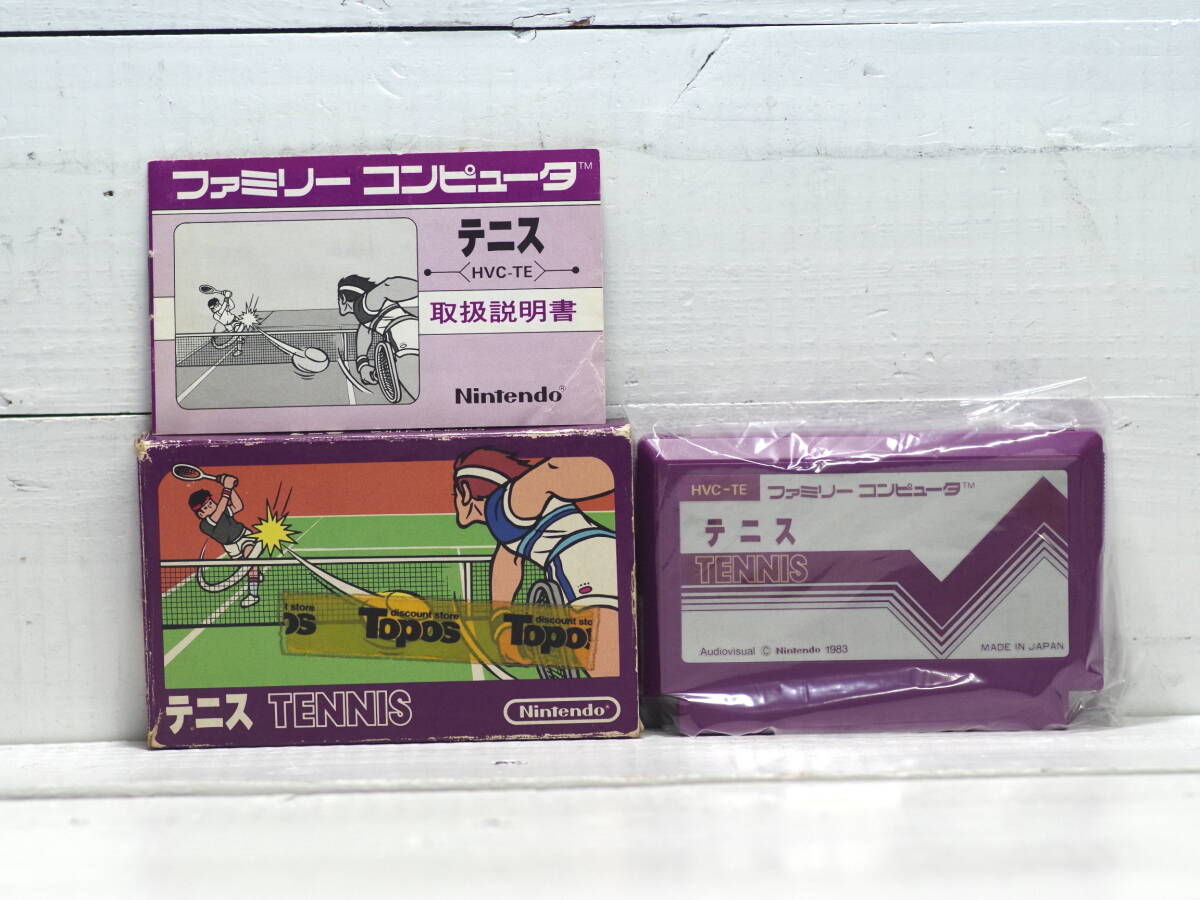 ファミリー コンピュータ™
テニス
HVC-TE
取扱説明書
Nintendo®
discount store
Topos
discount store
Topos
テニス TENNIS
Nintendo®
HVC-TE ファミリー コンピュータ™
テニス
TENNIS
Audiovisual © Nintendo 1983
MADE IN JAPAN